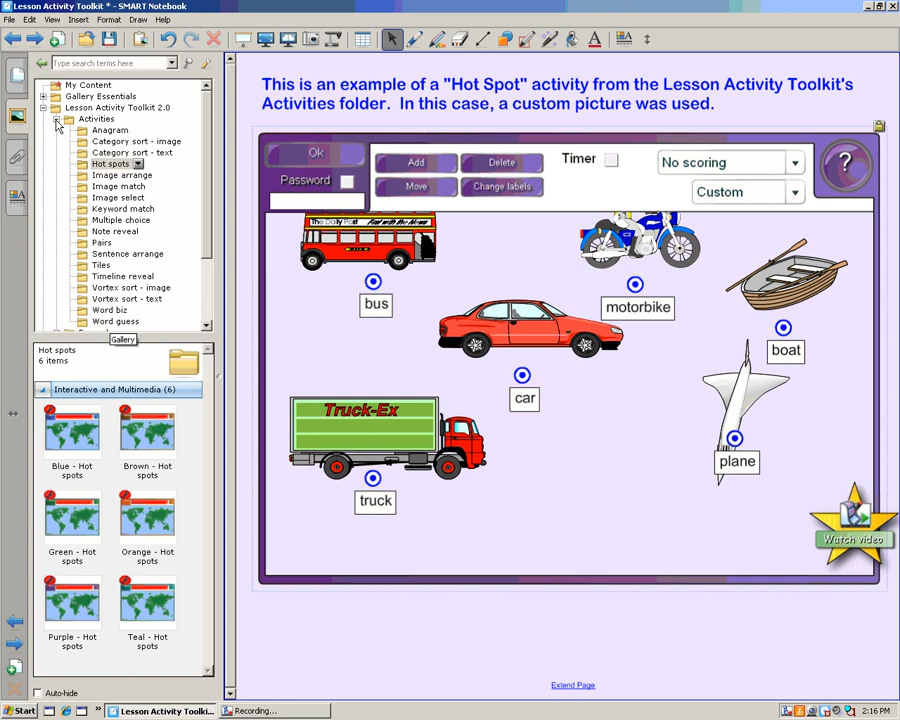 Lesson Activity Toolkit * - SMART Notebook
File Edit View Insert Format Draw Help
Type search terms here
My Content
Gallery Essentials
Lesson Activity Toolkit 2.0
Activities
Anagram
Category sort - image
Category sort - text
Hot spots
Image arrange
Image match
Image select
Keyword match
Multiple choice
Note reveal
Pairs
Sentence arrange
Tiles
Timeline reveal
Vortex sort - image
Vortex sort - text
Word biz
Word guess
Gallery
Hot spots
6 items
Interactive and Multimedia (6)
Blue - Hot
spots
Brown - Hot
spots
Green - Hot
spots
Orange - Hot
spots
Purple - Hot
spots
Teal - Hot
spots
Auto-hide
This is an example of a "Hot Spot" activity from the Lesson Activity Toolkit's
Activities folder. In this case, a custom picture was used.
Ok
Password
Add
Delete
Move
Change labels
Timer
No scoring
Custom
?
The Daily Post
bus
motorbike
boat
car
Truck-Ex
truck
plane
Watch video
Extend Page
Start
Lesson Activity Toolki...
Recording...
2:16 PM